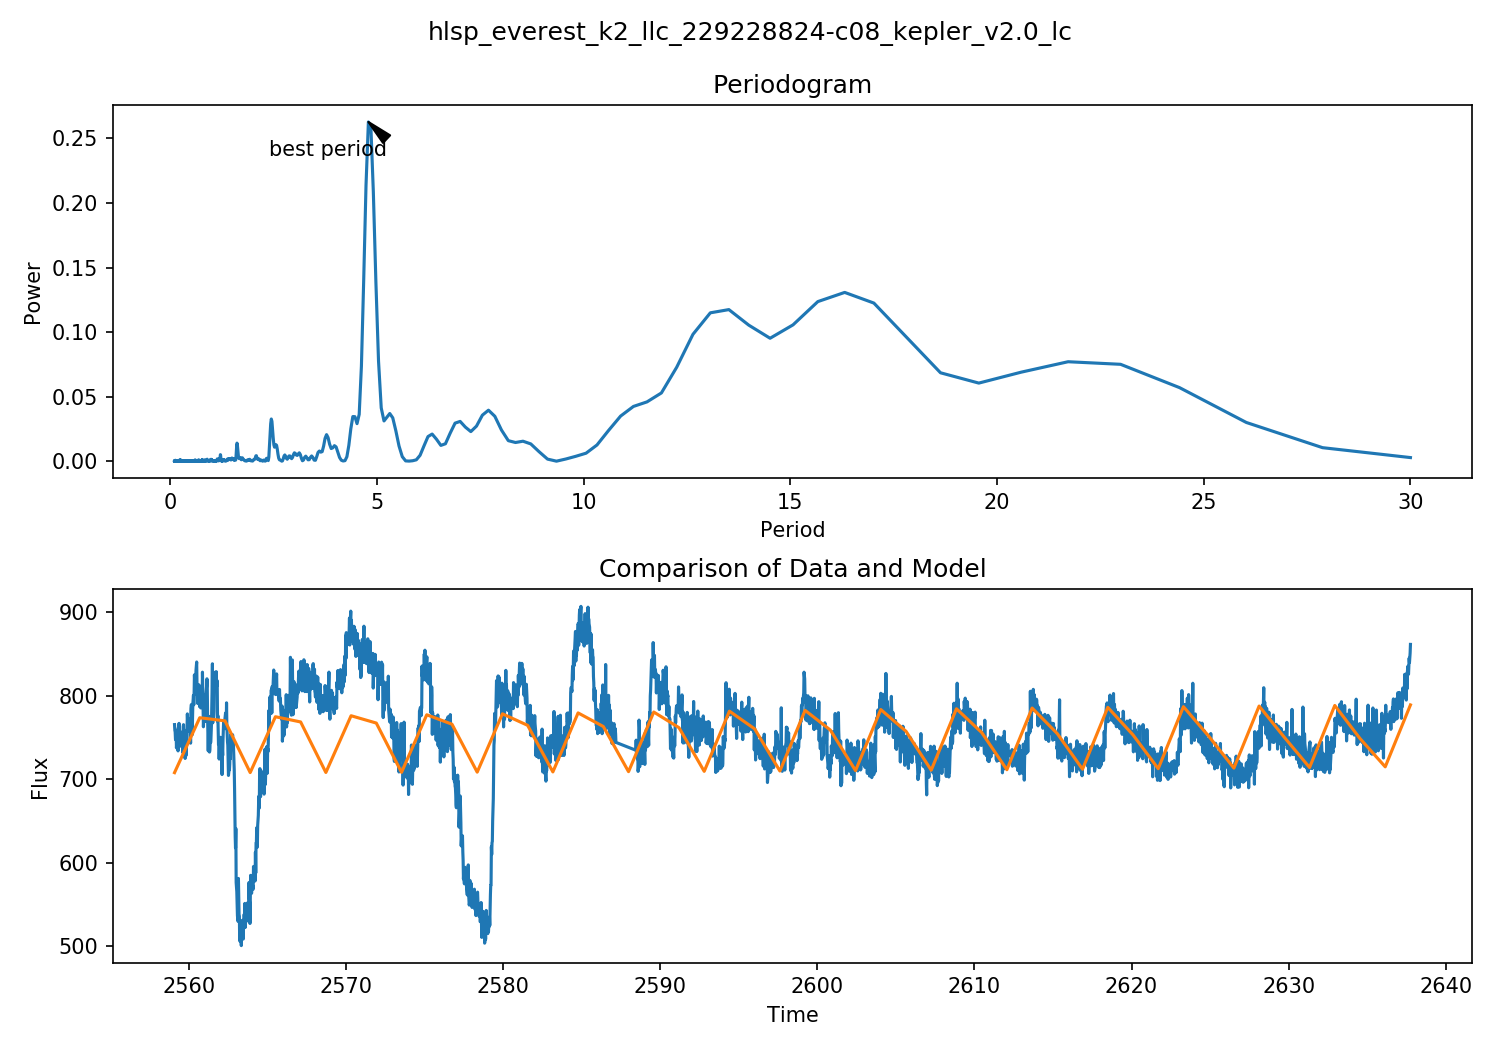 hlsp_everest_k2_llc_229228824-c08_kepler_v2.0_lc
Periodogram
best period
0.25
0.20
0.15
0.10
0.05
0.00
Power
0 5 10 15 20 25 30
Period
Comparison of Data and Model
900
800
700
600
500
Flux
2560 2570 2580 2590 2600 2610 2620 2630 2640
Time